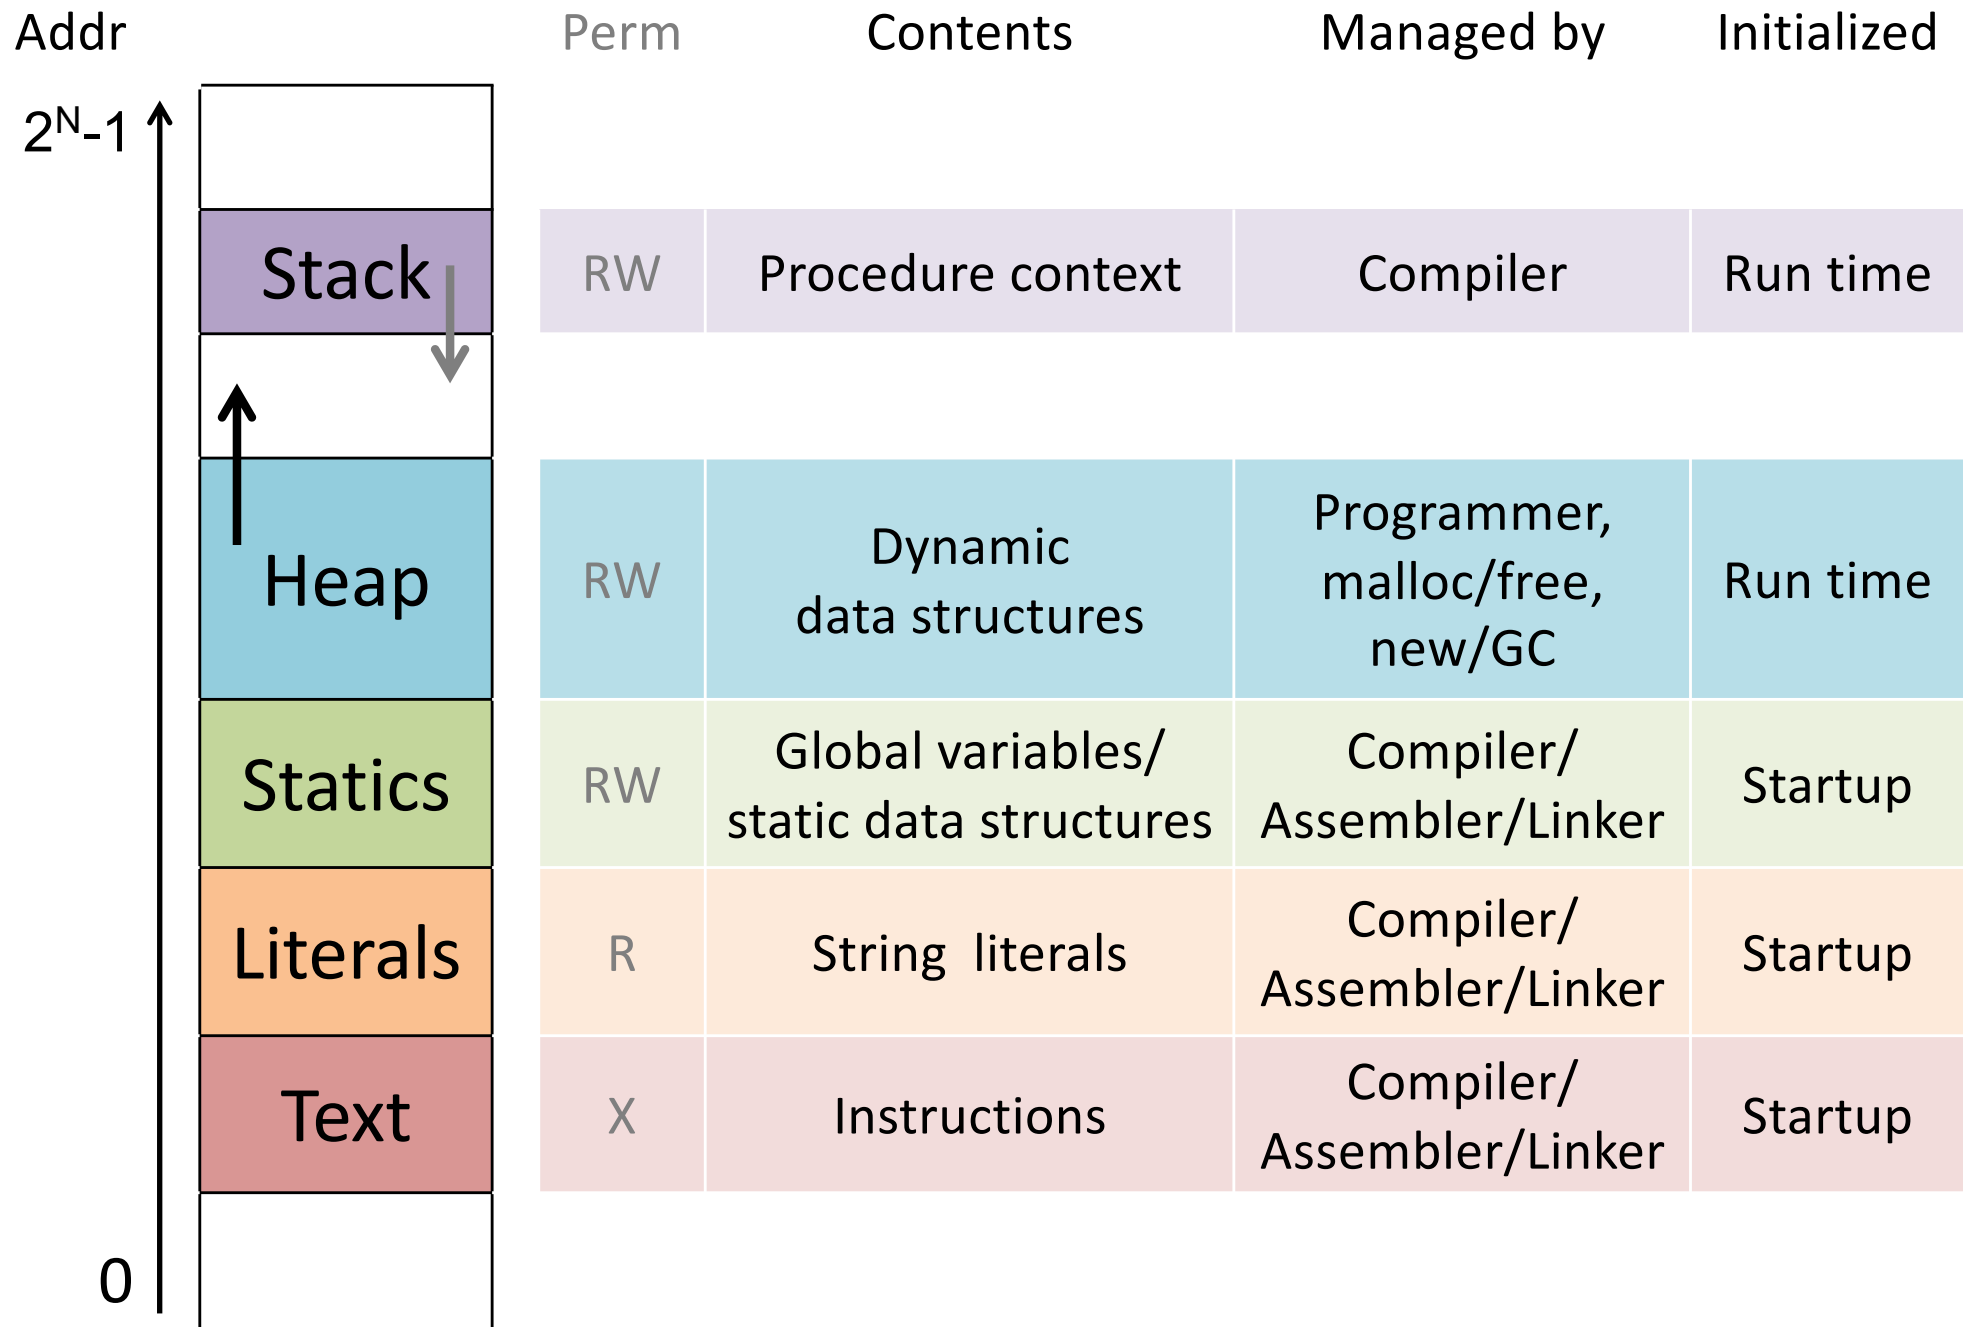 Addr Perm Contents Managed by Initialized
2ᴺ-1
Stack RW Procedure context Compiler Run time
Heap RW Dynamic
data structures Programmer,
malloc/free,
new/GC Run time
Statics RW Global variables/
static data structures Compiler/
Assembler/Linker Startup
Literals R String literals Compiler/
Assembler/Linker Startup
Text X Instructions Compiler/
Assembler/Linker Startup
0